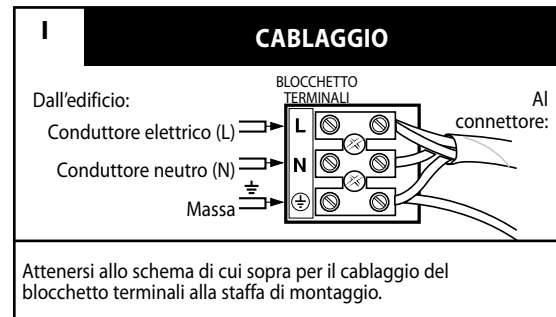 I
CABLAGGIO
Dall'edificio:
BLOCCHETTO
TERMINALI
Al
connettore:
Conduttore elettrico (L)
L
Conduttore neutro (N)
N
Massa
Attenersi allo schema di cui sopra per il cablaggio del
blocchetto terminali alla staffa di montaggio.